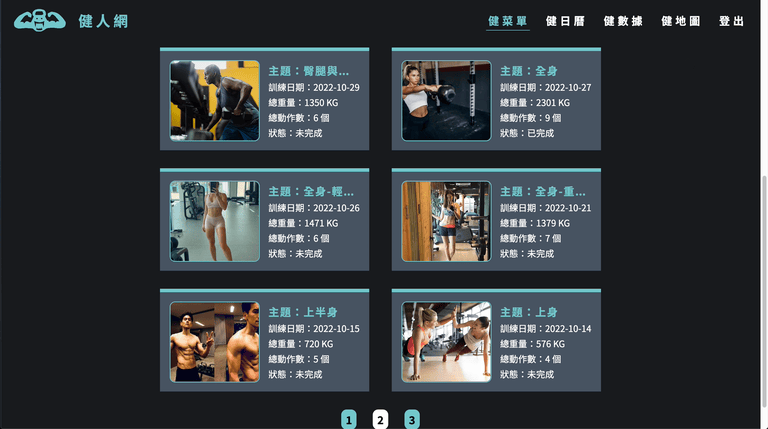 健人網
健菜單 健日曆 健數據 健地圖 登出
主題：臀腿與...
訓練日期：2022-10-29
總重量：1350 KG
總動作數：6 個
狀態：未完成
主題：全身
訓練日期：2022-10-27
總重量：2301 KG
總動作數：9 個
狀態：已完成
主題：全身-輕...
訓練日期：2022-10-26
總重量：1471 KG
總動作數：6 個
狀態：未完成
主題：全身-重...
訓練日期：2022-10-21
總重量：1379 KG
總動作數：7 個
狀態：未完成
主題：上半身
訓練日期：2022-10-15
總重量：720 KG
總動作數：5 個
狀態：未完成
主題：上身
訓練日期：2022-10-14
總重量：576 KG
總動作數：4 個
狀態：未完成
1 2 3